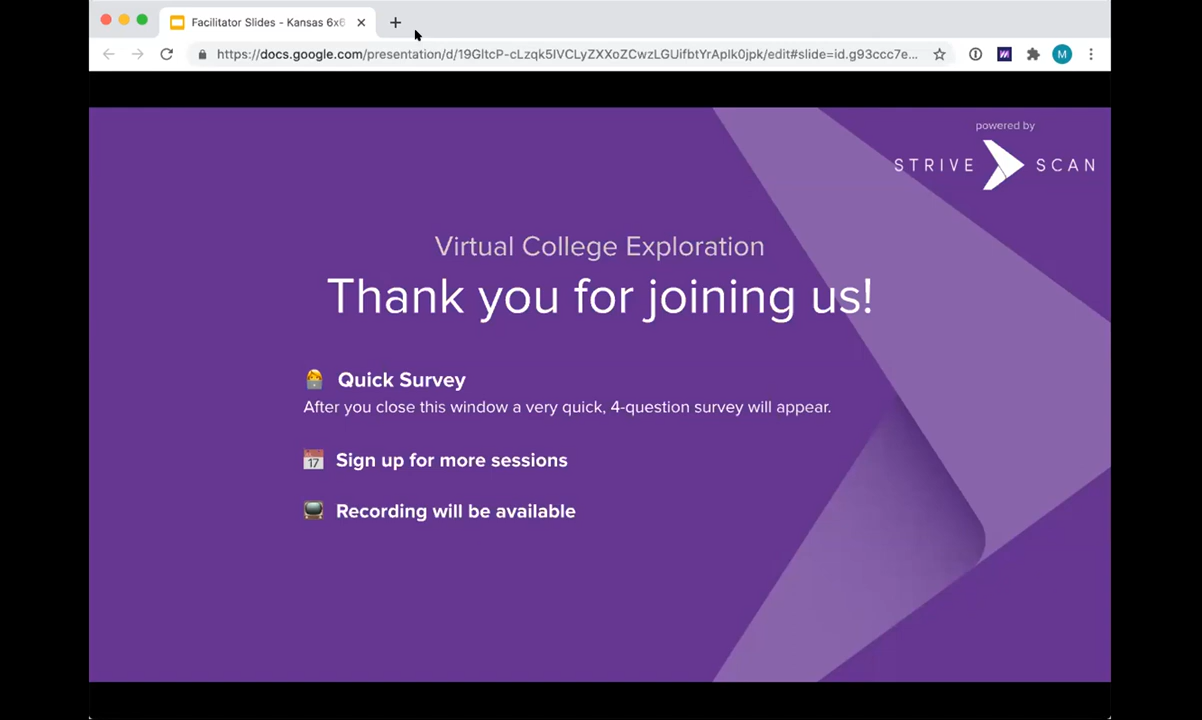 Facilitator Slides - Kansas 6x6
https://docs.google.com/presentation/d/19GltcP-cLzqk5IVCLyZXXoZCwzLGUifbtYrAplk0jpk/edit#slide=id.g93ccc7e...
M
powered by
STRIVE SCAN
Virtual College Exploration
Thank you for joining us!
Quick Survey
After you close this window a very quick, 4-question survey will appear.
17
Sign up for more sessions
Recording will be available